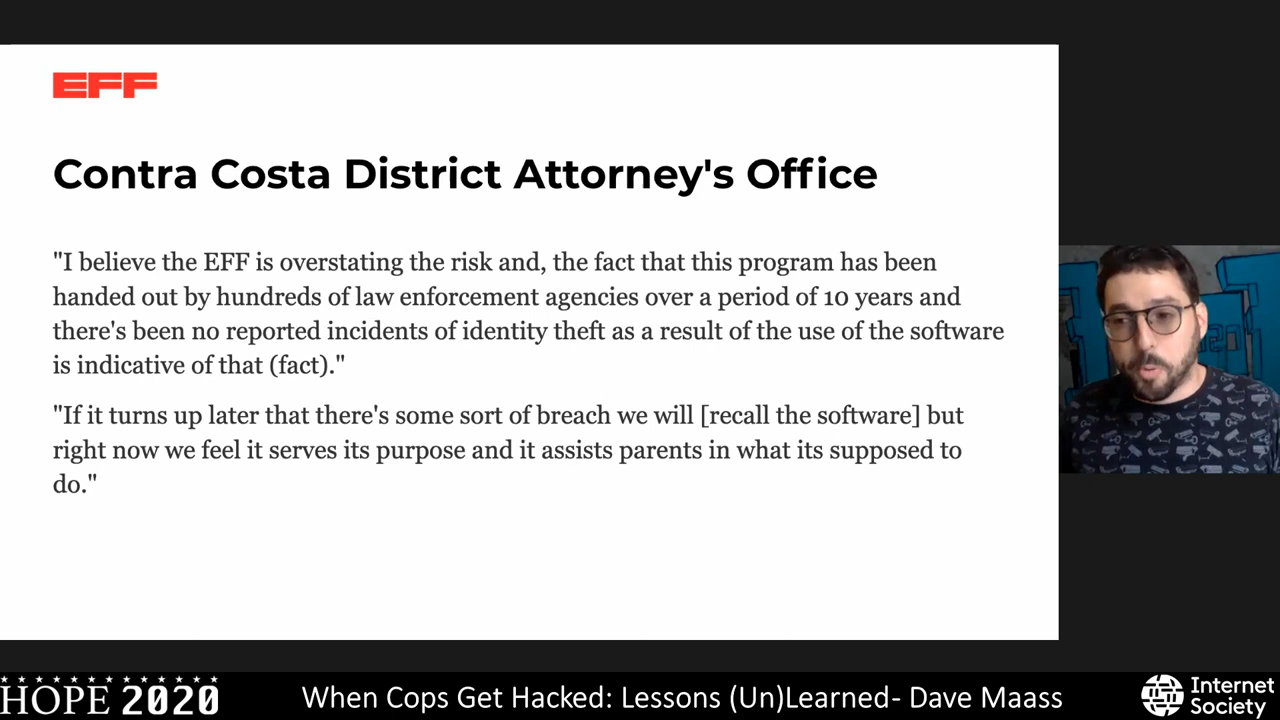 EFF
Contra Costa District Attorney's Office
"I believe the EFF is overstating the risk and, the fact that this program has been
handed out by hundreds of law enforcement agencies over a period of 10 years and
there's been no reported incidents of identity theft as a result of the use of the software
is indicative of that (fact)."
"If it turns up later that there's some sort of breach we will [recall the software] but
right now we feel it serves its purpose and it assists parents in what its supposed to
do."
HOPE 2020
When Cops Get Hacked: Lessons (Un)Learned- Dave Maass
Internet
Society